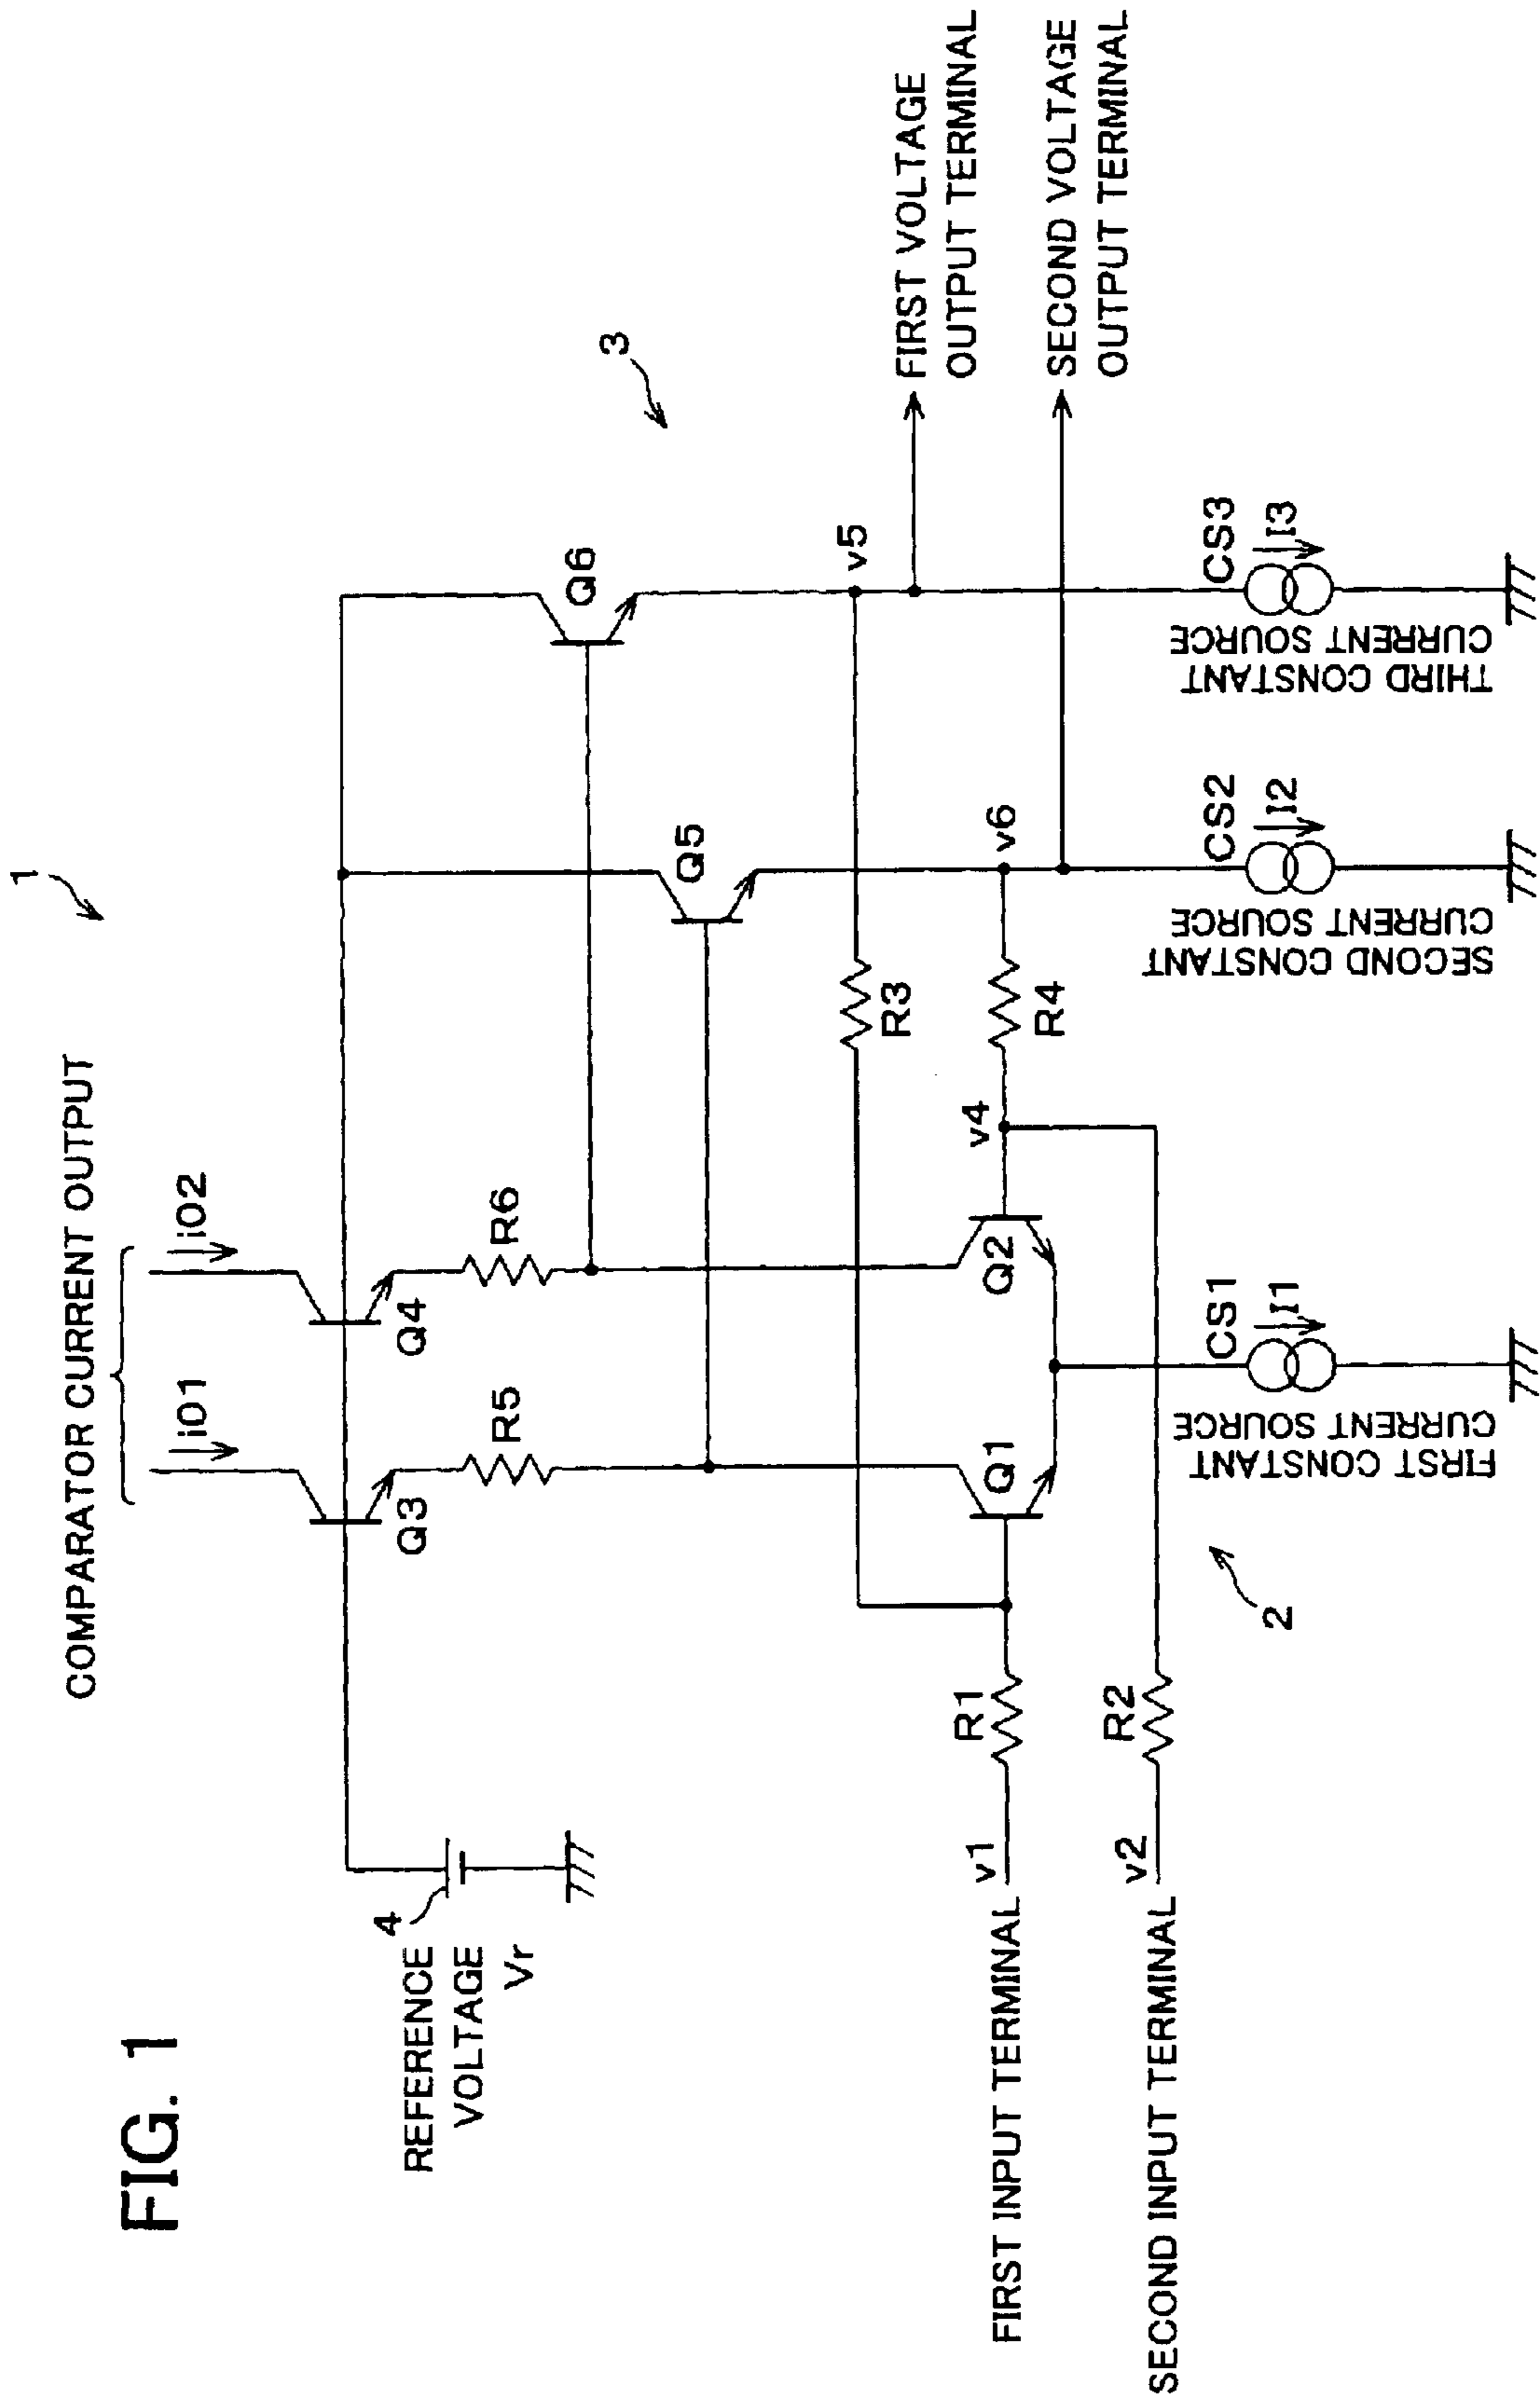 FIG. 1
1
COMPARATOR CURRENT OUTPUT
i01
i02
Q3
Q4
R5
R6
REFERENCE
VOLTAGE
Vr
4
Q5
Q6
3
v5
FIRST VOLTAGE
OUTPUT TERMINAL
R3
v6
SECOND VOLTAGE
OUTPUT TERMINAL
R4
v4
FIRST INPUT TERMINAL
v1
R1
Q1
Q2
SECOND INPUT TERMINAL
v2
R2
2
FIRST CONSTANT
CURRENT SOURCE
CS1
I1
SECOND CONSTANT
CURRENT SOURCE
CS2
I2
THIRD CONSTANT
CURRENT SOURCE
CS3
I3